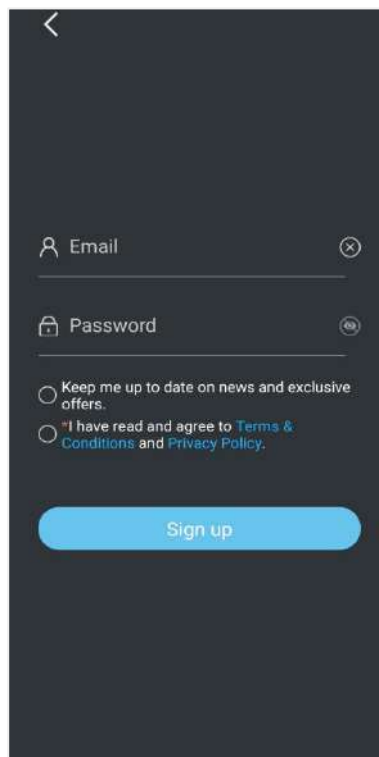 Email
Password
Keep me up to date on news and exclusive
offers.
*I have read and agree to Terms &
Conditions and Privacy Policy.
Sign up